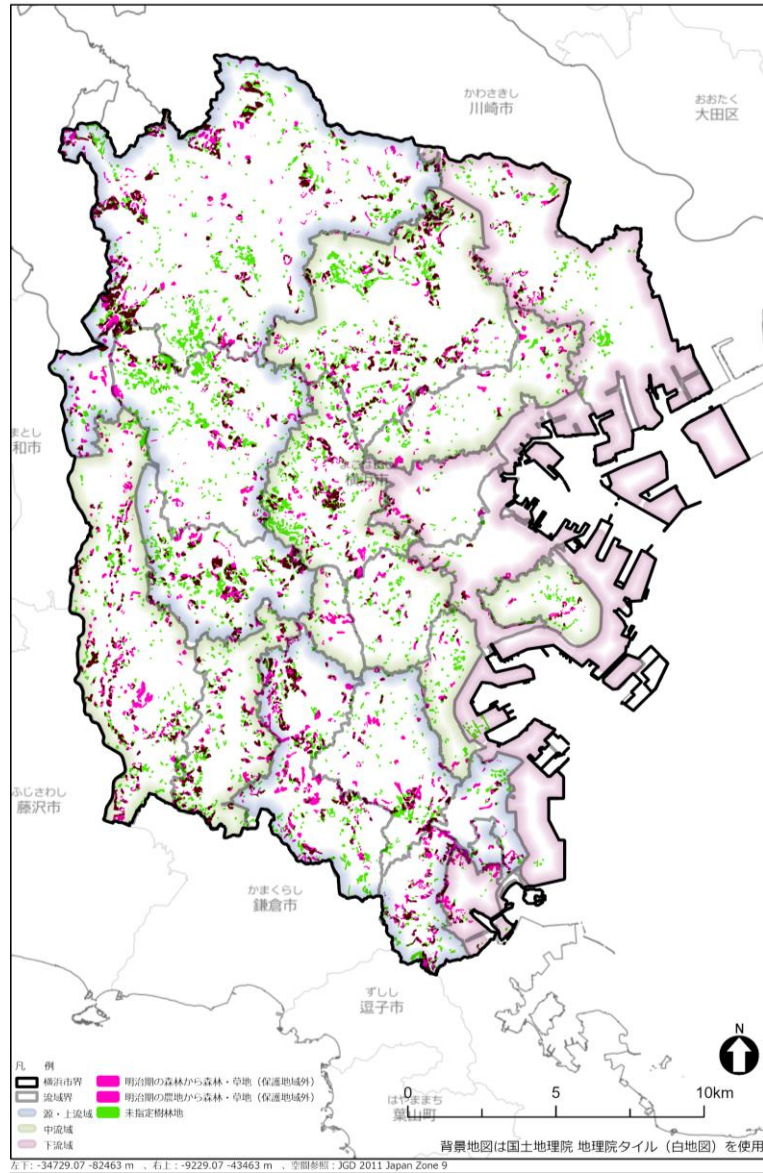 かわさきし
川崎市
おおたく
大田区
まとし
和市
横浜市
ふじさわし
藤沢市
かまくらし
鎌倉市
ずしし
逗子市
はやままち
葉山町
N
凡 例
横浜市界
流域界
源・上流域
中流域
下流域
明治期の森林から森林・草地（保護地域外）
明治期の農地から森林・草地（保護地域外）
未指定樹林地
0 5 10km
背景地図は国土地理院 地理院タイル（白地図）を使用
左下：-34729.07 -82463 m 、右上：-9229.07 -43463 m 、空間参照：JGD 2011 Japan Zone 9